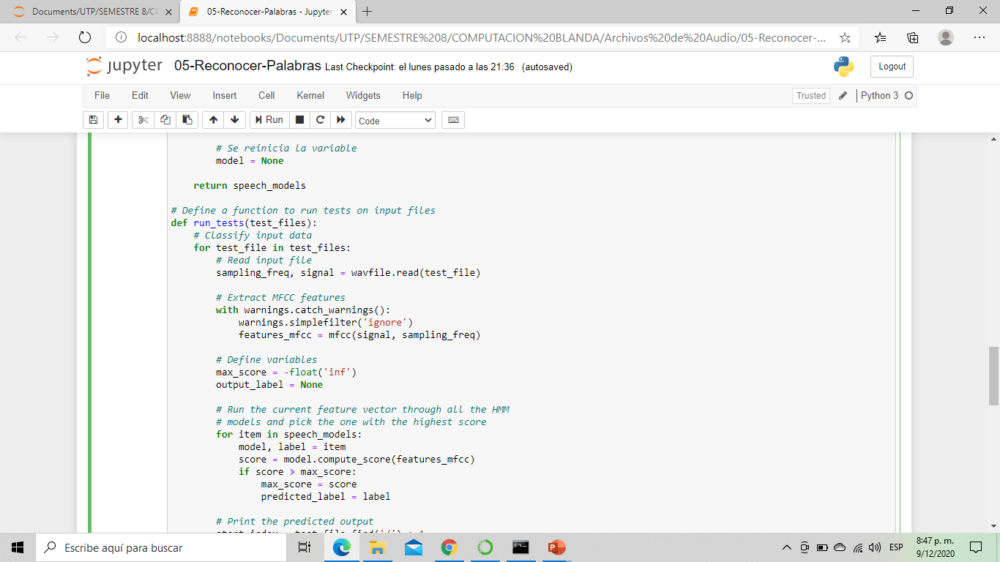 Documents/UTP/SEMESTRE 8/CC
05-Reconocer-Palabras - Jupyter
localhost:8888/notebooks/Documents/UTP/SEMESTRE%208/COMPUTACION%20BLANDA/Archivos%20de%20Audio/05-Reconocer-...
jupyter 05-Reconocer-Palabras Last Checkpoint: el lunes pasado a las 21:36 (autosaved)
Logout
File Edit View Insert Cell Kernel Widgets Help
Trusted
Python 3
Run
Code
# Se reinicia la variable
model = None
return speech_models
# Define a function to run tests on input files
def run_tests(test_files):
# Classify input data
for test_file in test_files:
# Read input file
sampling_freq, signal = wavfile.read(test_file)
# Extract MFCC features
with warnings.catch_warnings():
warnings.simplefilter('ignore')
features_mfcc = mfcc(signal, sampling_freq)
# Define variables
max_score = -float('inf')
output_label = None
# Run the current feature vector through all the HMM
# models and pick the one with the highest score
for item in speech_models:
model, label = item
score = model.compute_score(features_mfcc)
if score > max_score:
max_score = score
predicted_label = label
# Print the predicted output
Escribe aquí para buscar
ESP
8:47 p. m.
9/12/2020